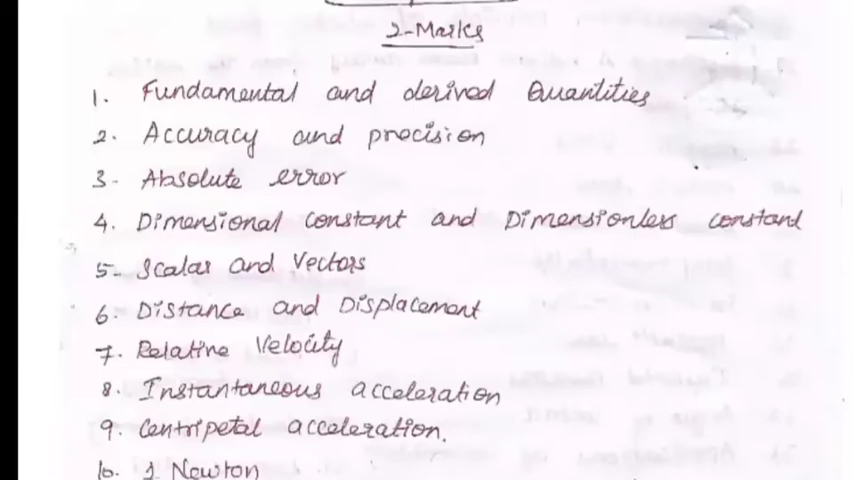 2-Marks
1. Fundamental and derived Quantities
2. Accuracy and precision
3- Absolute error
4. Dimensional constant and Dimensionless constant
5- Scalar and Vectors
6. Distance and Displacement
7. Relative Velocity
8. Instantaneous acceleration
9. Centripetal acceleration.
10. 1 Newton